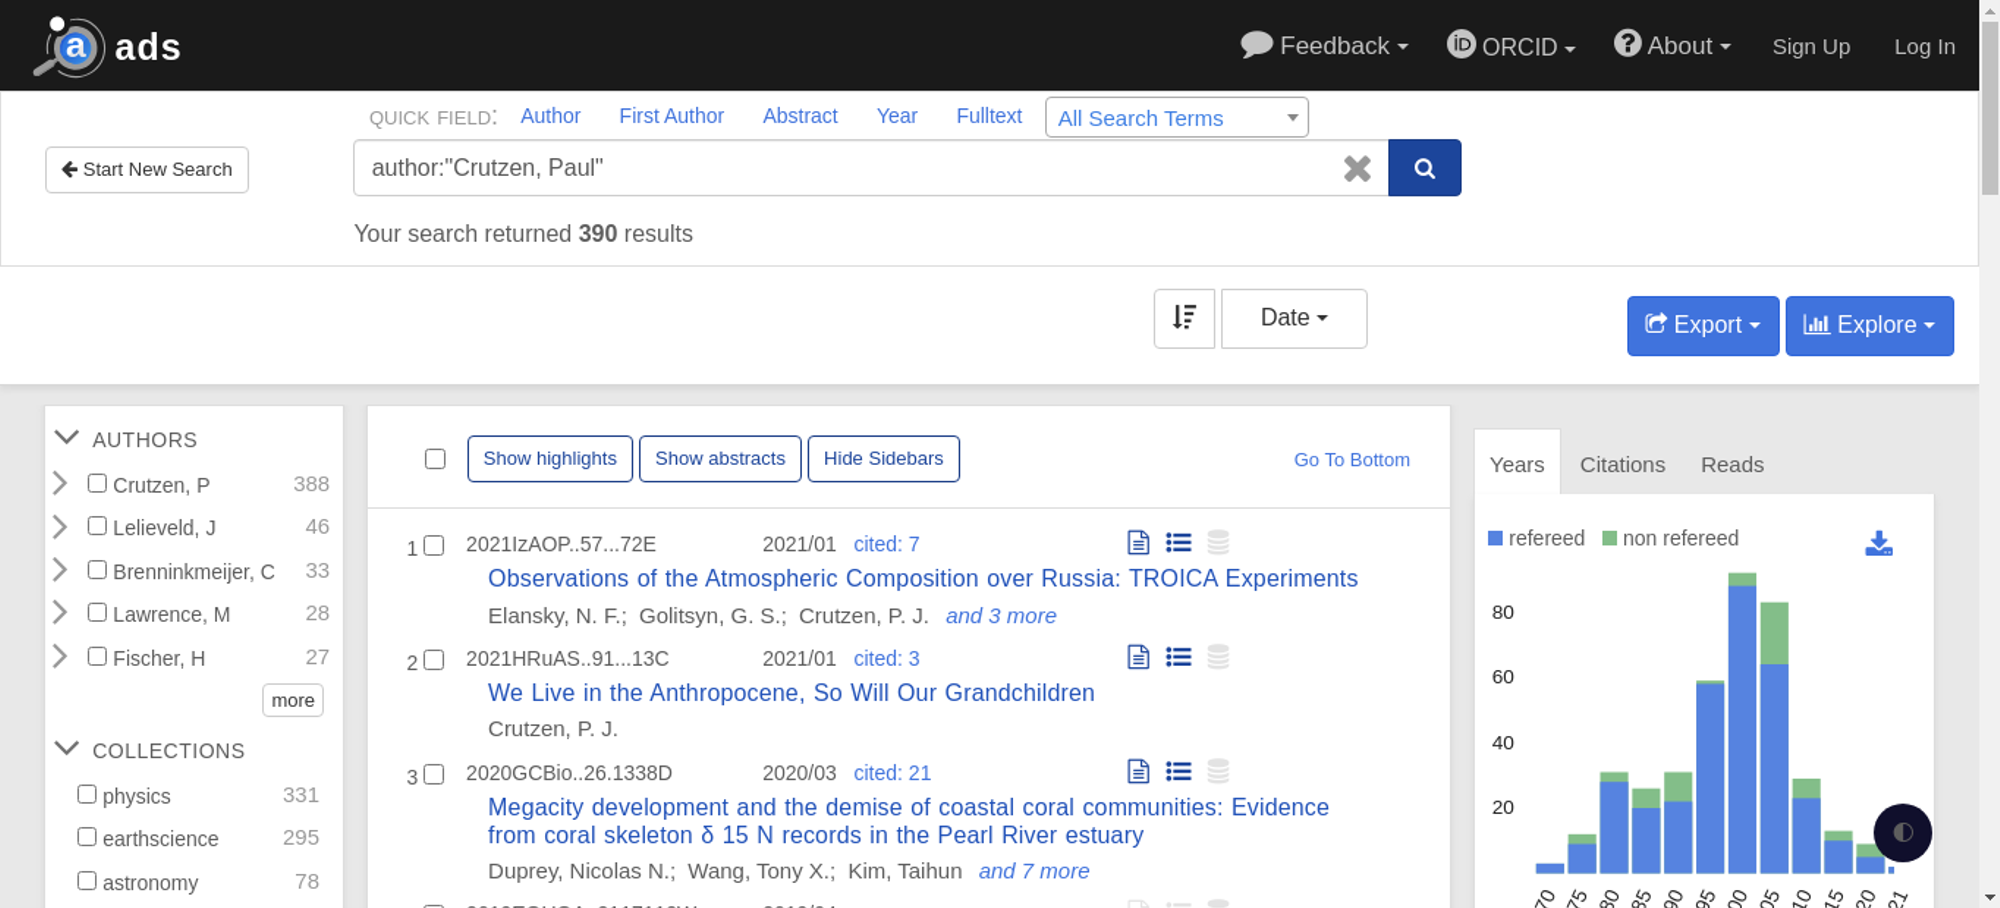 a ads
Feedback
ORCID
About
Sign Up
Log In
QUICK FIELD: Author First Author Abstract Year Fulltext All Search Terms
Start New Search
author:"Crutzen, Paul"
Your search returned 390 results
Date
Export
Explore
AUTHORS
Crutzen, P 388
Lelieveld, J 46
Brenninkmeijer, C 33
Lawrence, M 28
Fischer, H 27
more
COLLECTIONS
physics 331
earthscience 295
astronomy 78
Show highlights Show abstracts Hide Sidebars Go To Bottom
1 2021IzAOP..57...72E 2021/01 cited: 7
Observations of the Atmospheric Composition over Russia: TROICA Experiments
Elansky, N. F.; Golitsyn, G. S.; Crutzen, P. J. and 3 more
2 2021HRuAS..91...13C 2021/01 cited: 3
We Live in the Anthropocene, So Will Our Grandchildren
Crutzen, P. J.
3 2020GCBio..26.1338D 2020/03 cited: 21
Megacity development and the demise of coastal coral communities: Evidence
from coral skeleton δ 15 N records in the Pearl River estuary
Duprey, Nicolas N.; Wang, Tony X.; Kim, Taihun and 7 more
Years Citations Reads
refereed non refereed
80
60
40
20
70 75 80 85 90 95 00 05 10 15 20 21